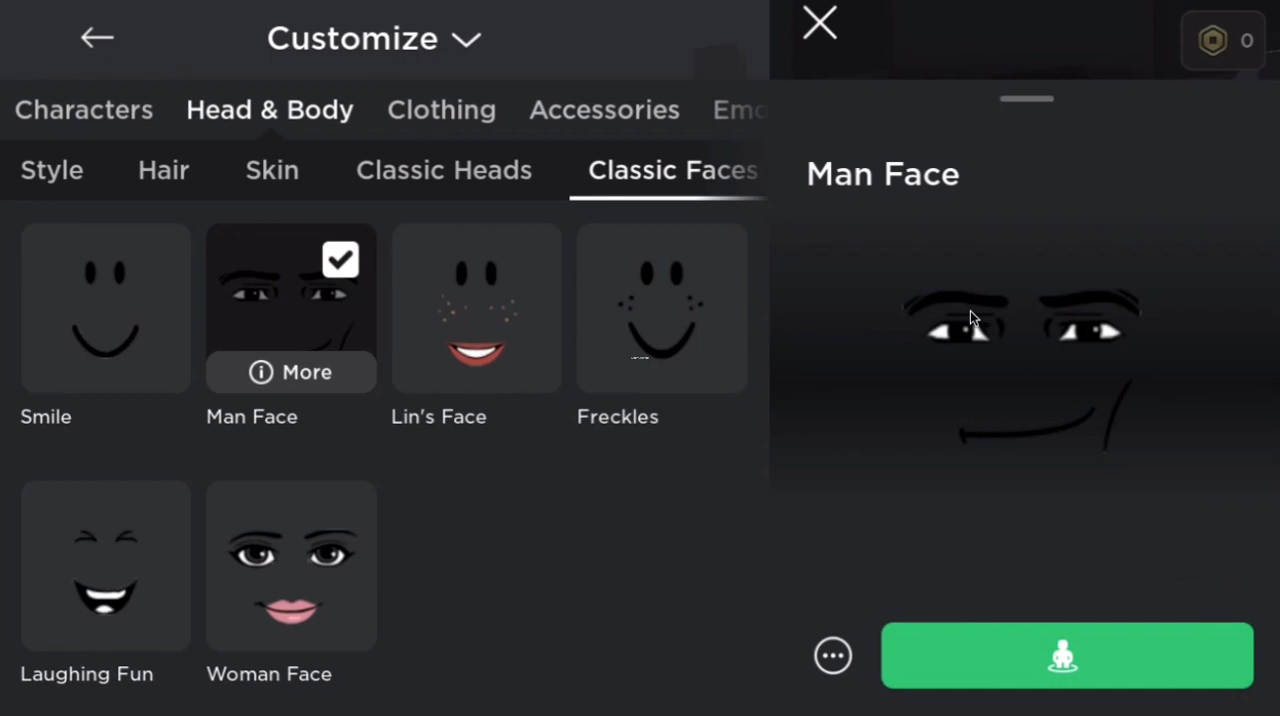 Customize
0
Characters Head & Body Clothing Accessories Emo
Style Hair Skin Classic Heads Classic Faces
Man Face
More
Smile Man Face Lin's Face Freckles
Laughing Fun Woman Face